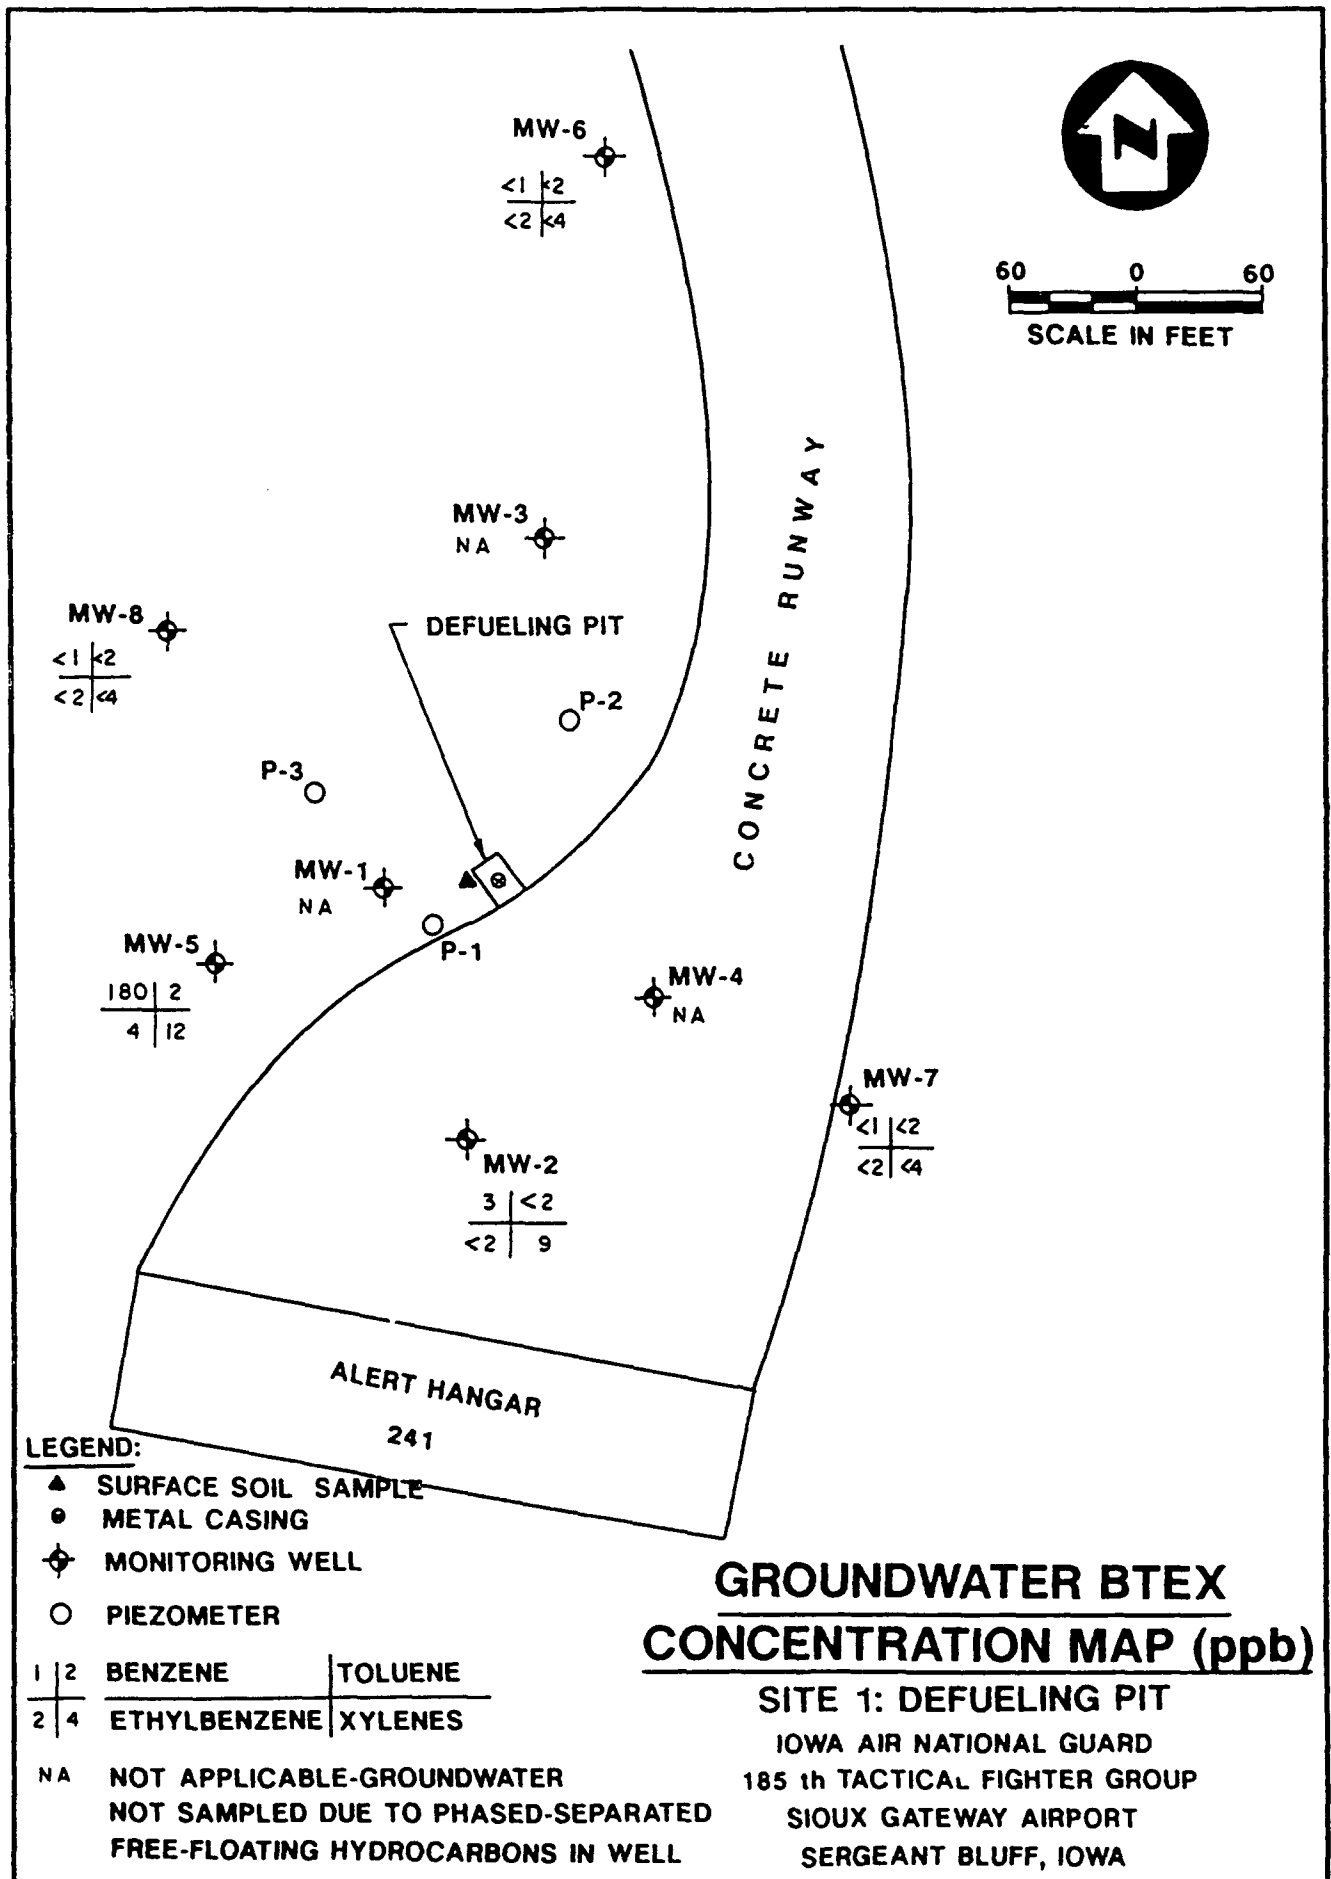 MW-6
<1 <2
<2 <4
N
60 0 60
SCALE IN FEET
CONCRETE RUNWAY
MW-3
NA
MW-8
<1 <2
<2 <4
DEFUELING PIT
P-2
P-3
MW-1
NA
P-1
MW-5
180 2
4 12
MW-4
NA
MW-7
<1 <2
<2 <4
MW-2
3 <2
<2 9
ALERT HANGAR
241
LEGEND:
SURFACE SOIL SAMPLE
METAL CASING
MONITORING WELL
PIEZOMETER
1 2 BENZENE TOLUENE
2 4 ETHYLBENZENE XYLENES
NA NOT APPLICABLE-GROUNDWATER
NOT SAMPLED DUE TO PHASED-SEPARATED
FREE-FLOATING HYDROCARBONS IN WELL
GROUNDWATER BTEX
CONCENTRATION MAP (ppb)
SITE 1: DEFUELING PIT
IOWA AIR NATIONAL GUARD
185 th TACTICAL FIGHTER GROUP
SIOUX GATEWAY AIRPORT
SERGEANT BLUFF, IOWA